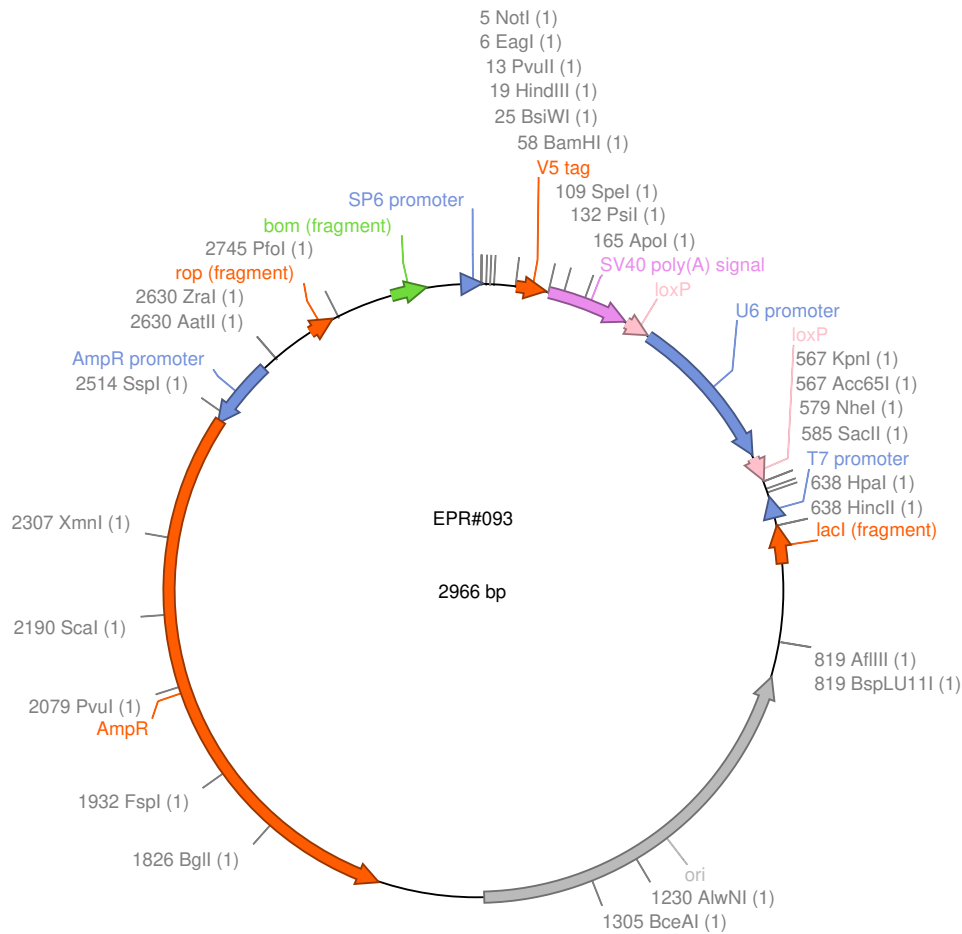 5 NotI (1)
6 EagI (1)
13 PvuII (1)
19 HindIII (1)
25 BsiWI (1)
58 BamHI (1)
V5 tag
109 SpeI (1)
132 PsiI (1)
165 ApoI (1)
SV40 poly(A) signal
loxP
U6 promoter
loxP
567 KpnI (1)
567 Acc65I (1)
579 NheI (1)
585 SacII (1)
T7 promoter
638 HpaI (1)
638 HincII (1)
lacI (fragment)
819 AflIII (1)
819 BspLU11I (1)
ori
1230 AlwNI (1)
1305 BceAI (1)
1826 BglI (1)
1932 FspI (1)
AmpR
2079 PvuI (1)
2190 ScaI (1)
2307 XmnI (1)
2514 SspI (1)
AmpR promoter
2630 AatII (1)
2630 ZraI (1)
rop (fragment)
2745 PfoI (1)
bom (fragment)
SP6 promoter
EPR#093
2966 bp